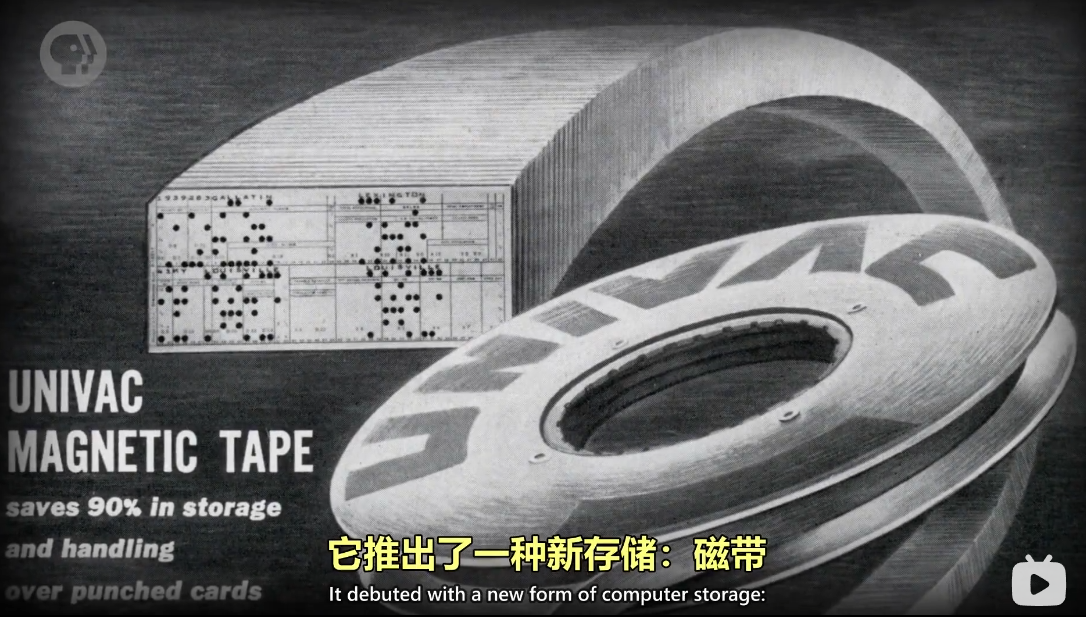 LEXINGTON
UNIVAC
UNIVAC
MAGNETIC TAPE
saves 90% in storage
and handling
over punched cards
它推出了一种新存储：磁带
It debuted with a new form of computer storage: